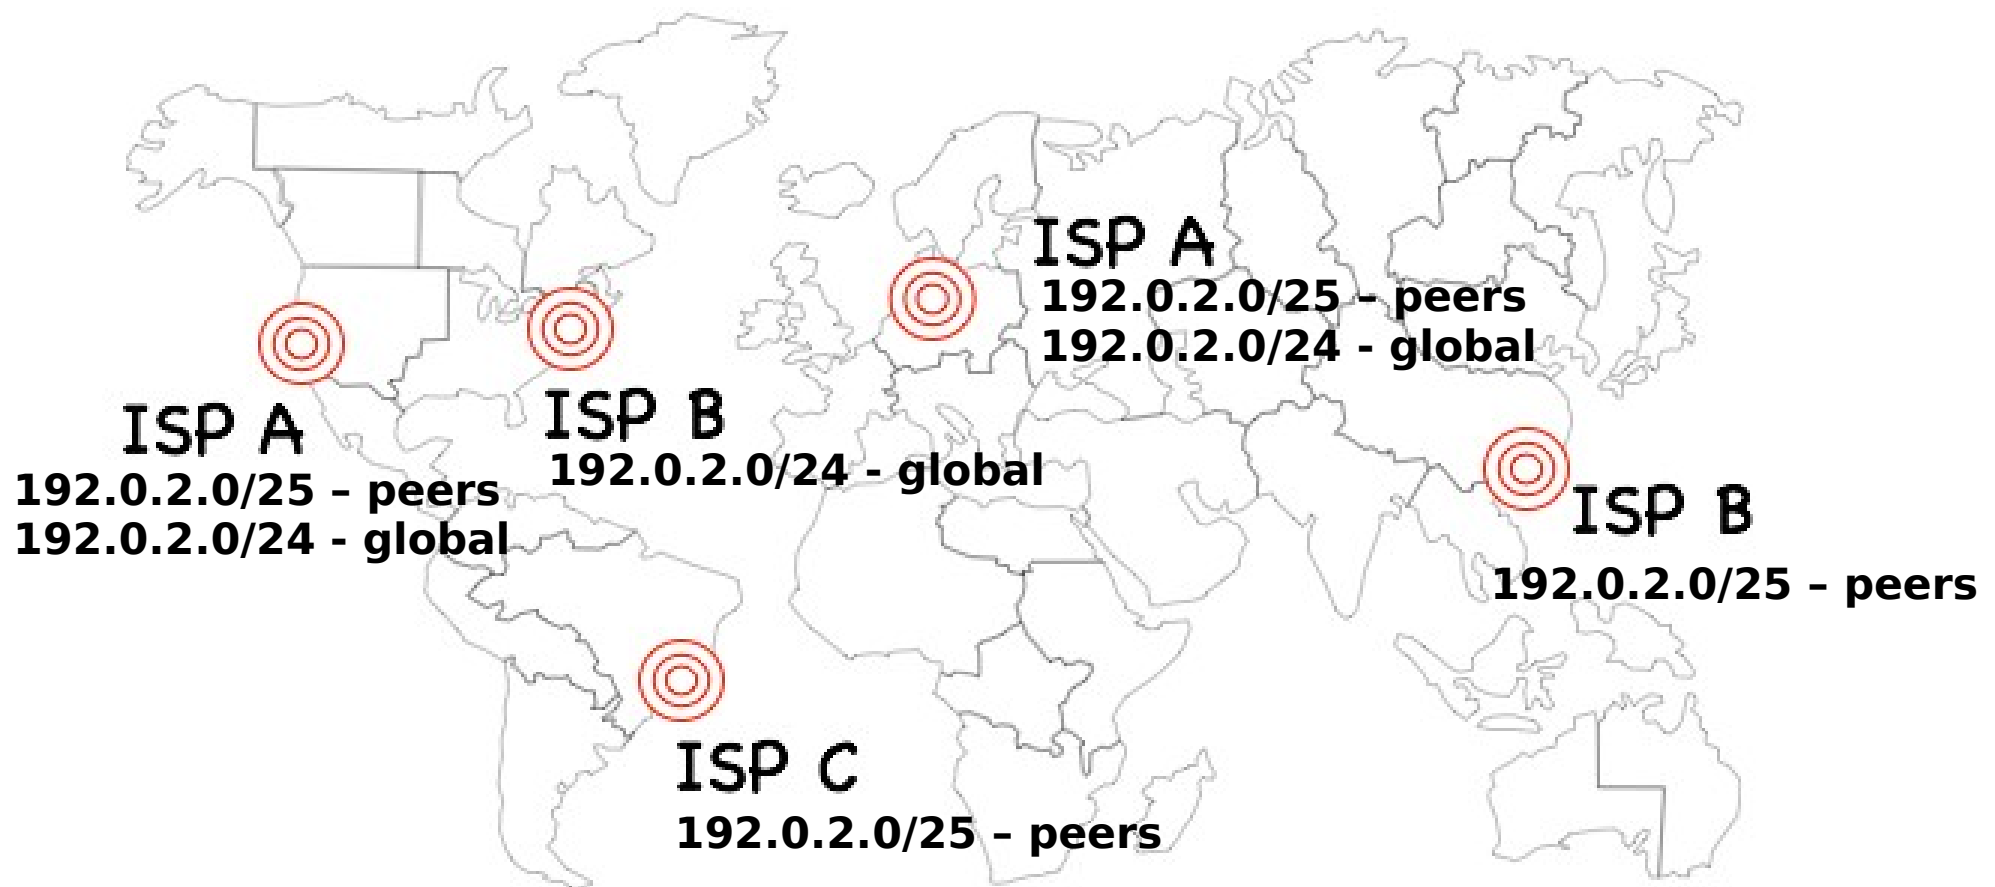 ISP A
192.0.2.0/25 – peers
192.0.2.0/24 - global
ISP B
192.0.2.0/24 - global
ISP A
192.0.2.0/25 – peers
192.0.2.0/24 - global
ISP B
192.0.2.0/25 – peers
ISP C
192.0.2.0/25 – peers